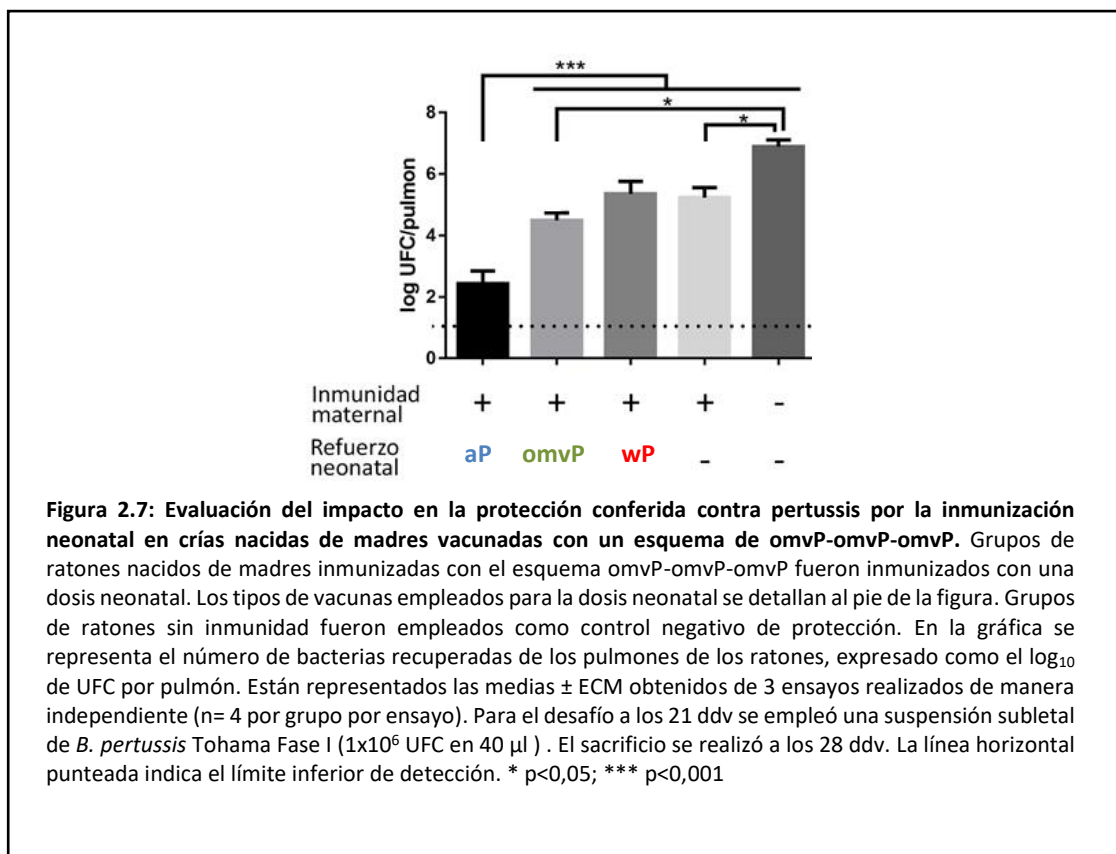 ***
*
*
8
6
4
2
0
log UFC/pulmon
Inmunidad maternal + + + + -
Refuerzo neonatal aP omvP wP - -
Figura 2.7: Evaluación del impacto en la protección conferida contra pertussis por la inmunización
neonatal en crías nacidas de madres vacunadas con un esquema de omvP-omvP-omvP. Grupos de
ratones nacidos de madres inmunizadas con el esquema omvP-omvP-omvP fueron inmunizados con una
dosis neonatal. Los tipos de vacunas empleados para la dosis neonatal se detallan al pie de la figura. Grupos
de ratones sin inmunidad fueron empleados como control negativo de protección. En la gráfica se
representa el número de bacterias recuperadas de los pulmones de los ratones, expresado como el log₁₀
de UFC por pulmón. Están representados las medias ± ECM obtenidos de 3 ensayos realizados de manera
independiente (n= 4 por grupo por ensayo). Para el desafío a los 21 ddv se empleó una suspensión subletal
de B. pertussis Tohama Fase I (1x10⁶ UFC en 40 µl ) . El sacrificio se realizó a los 28 ddv. La línea horizontal
punteada indica el límite inferior de detección. * p<0,05; *** p<0,001